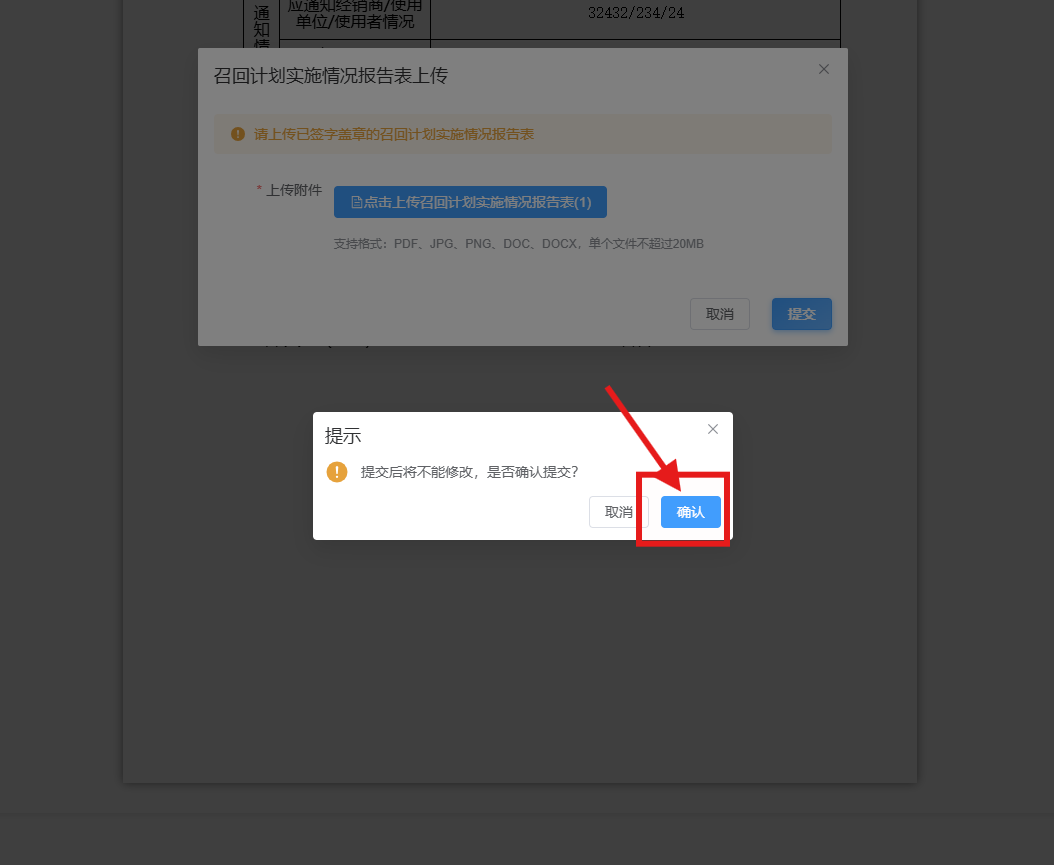 通知情
应通知经销商/使用
单位/使用者情况
32432/234/24
召回计划实施情况报告表上传
请上传已签字盖章的召回计划实施情况报告表
* 上传附件
点击上传召回计划实施情况报告表(1)
支持格式：PDF、JPG、PNG、DOC、DOCX，单个文件不超过20MB
取消
提交
提示
提交后将不能修改，是否确认提交？
取消
确认